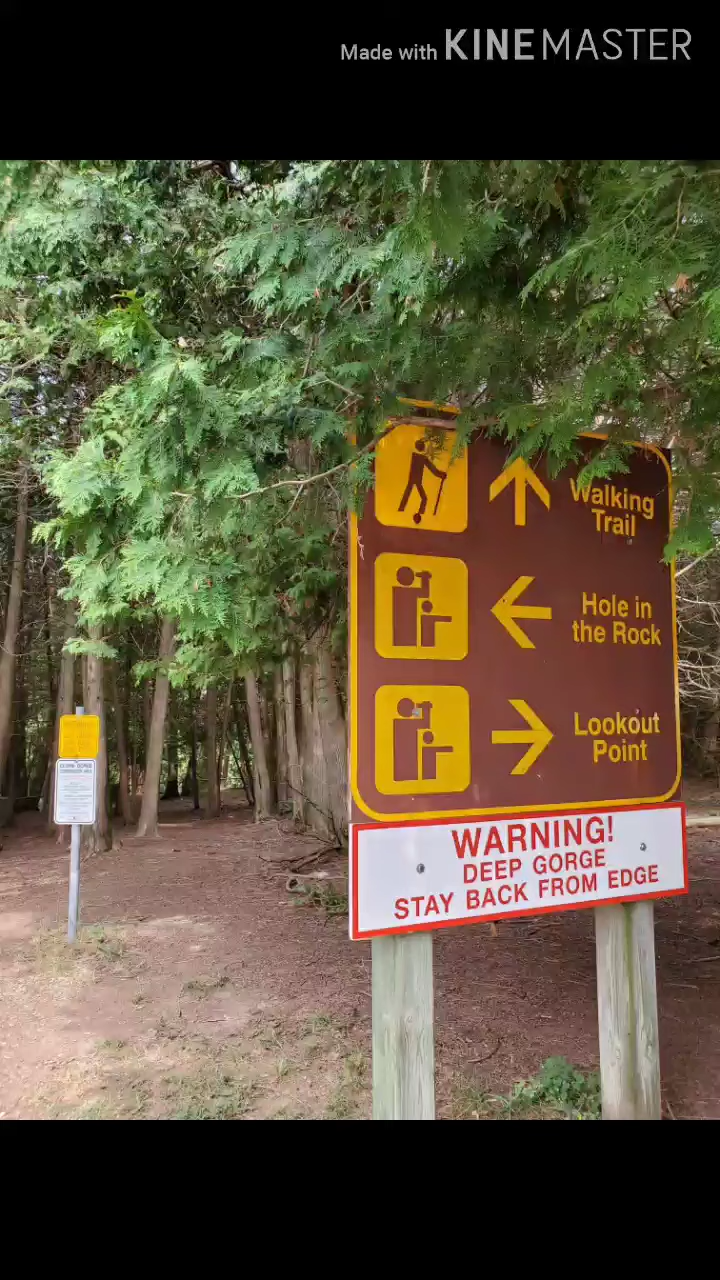 Made with KINEMASTER
Walking
Trail
Hole in
the Rock
Lookout
Point
WARNING!
DEEP GORGE
STAY BACK FROM EDGE